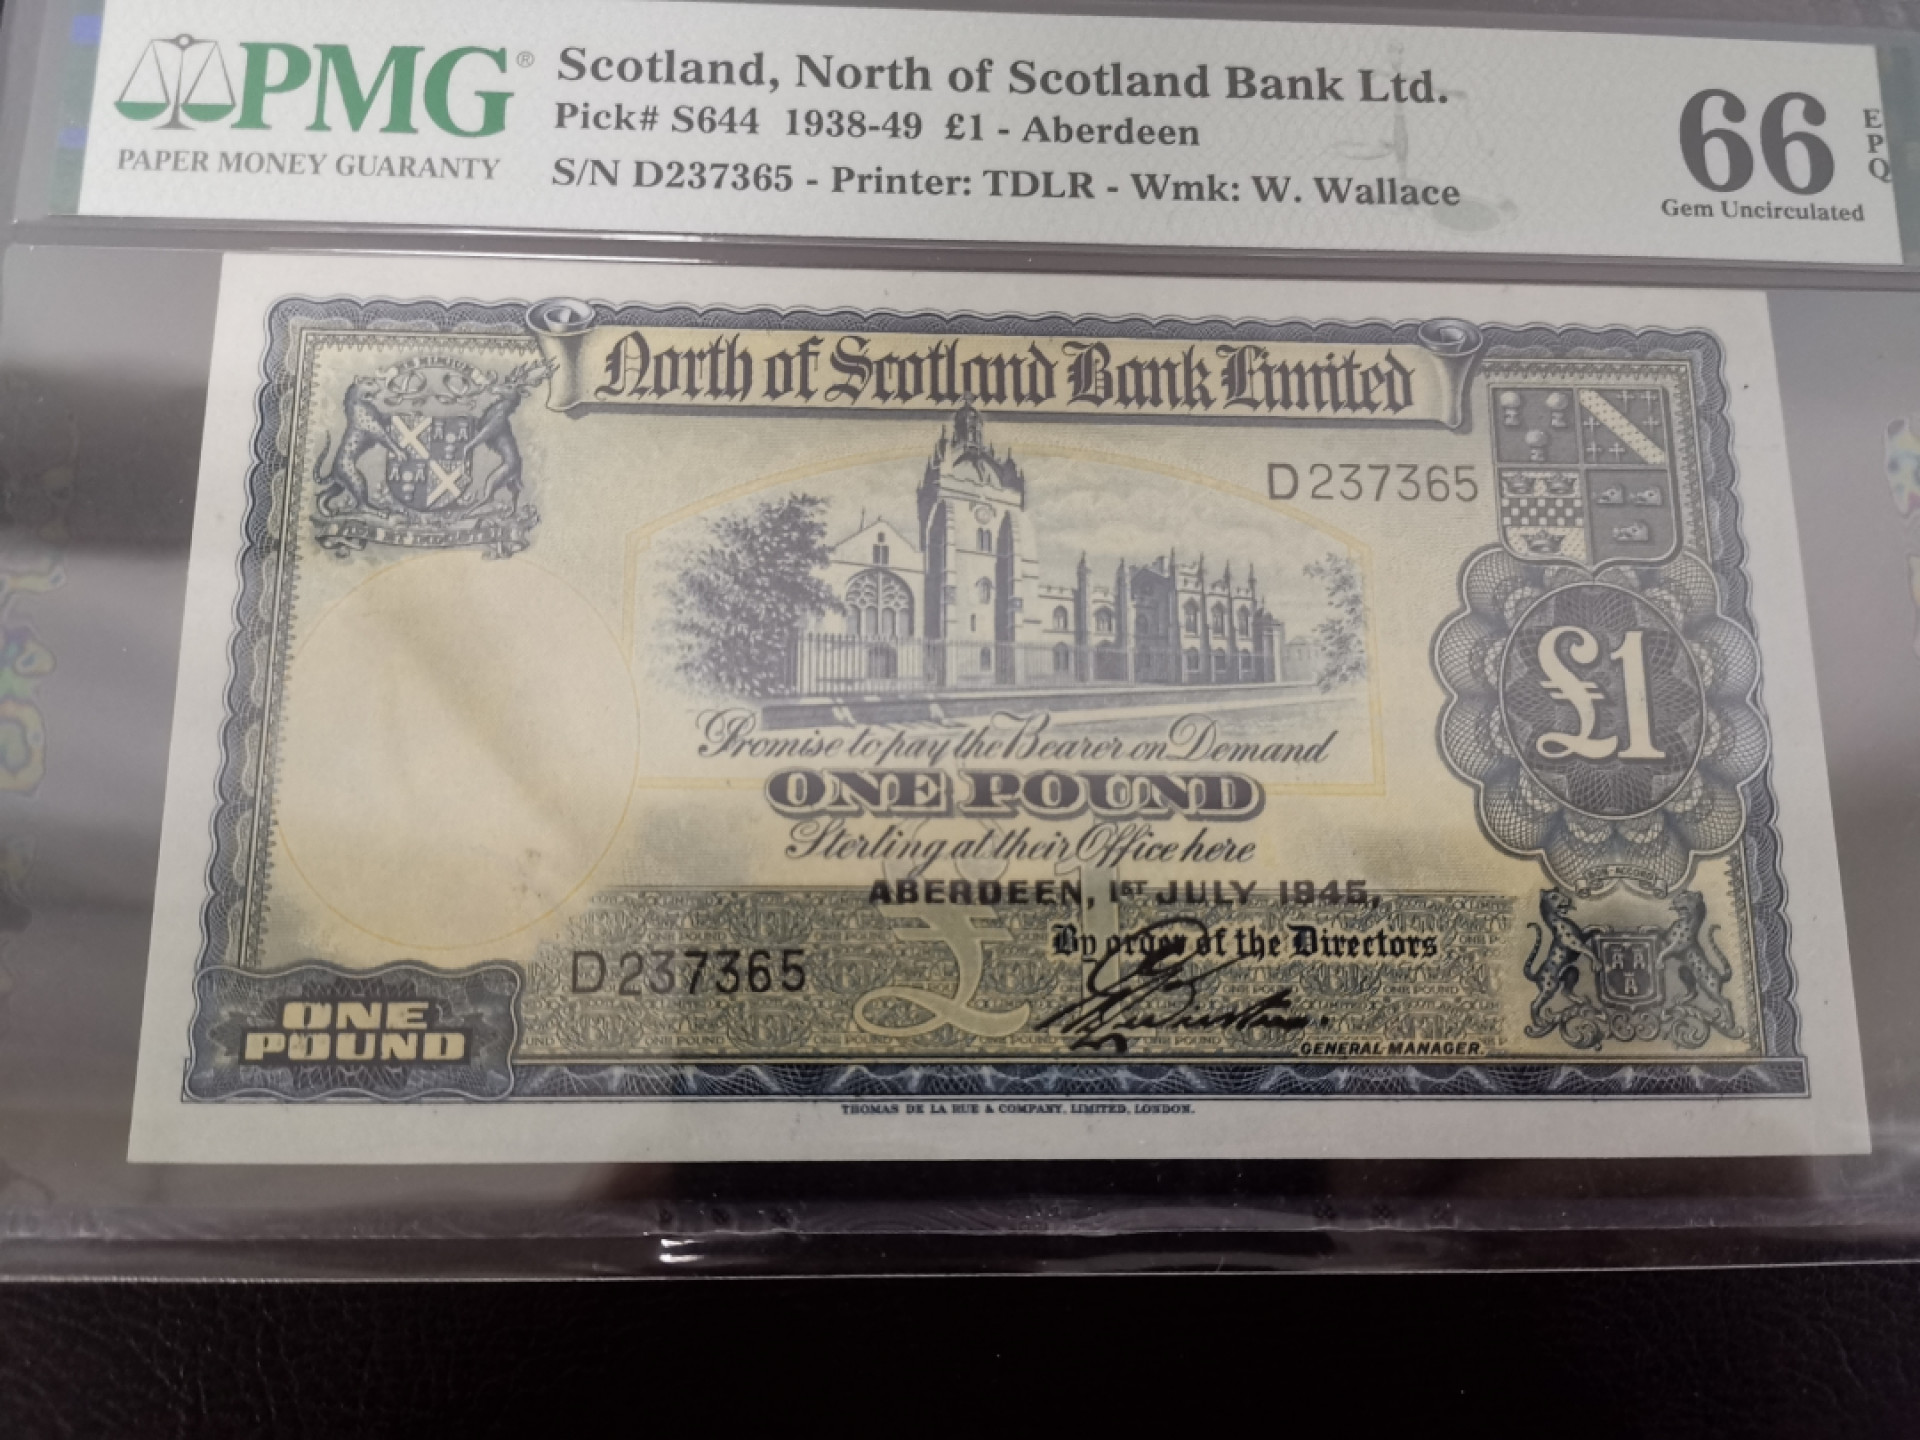 PMG®
PAPER MONEY GUARANTY
Scotland, North of Scotland Bank Ltd.
Pick# S644 1938-49 £1 - Aberdeen
S/N D237365 - Printer: TDLR - Wmk: W. Wallace
66
EPQ
Gem Uncirculated
North of Scotland Bank Limited
D237365
£1
Promise to pay the Bearer on Demand
ONE POUND
Sterling at their Office here
ABERDEEN, 1ST JULY 1945,
By order of the Directors
D237365
£1
GENERAL MANAGER.
BON ACCORD
ONE
POUND
THOMAS DE LA RUE & COMPANY, LIMITED, LONDON.